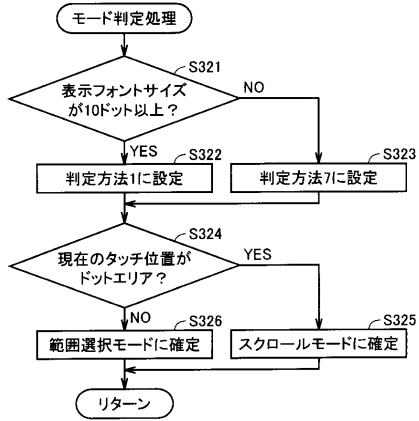 モード判定処理
S321
表示フォントサイズ
が10ドット以上？
NO
YES
S322
判定方法1に設定
S323
判定方法7に設定
S324
現在のタッチ位置が
ドットエリア？
YES
NO
S326
範囲選択モードに確定
S325
スクロールモードに確定
リターン